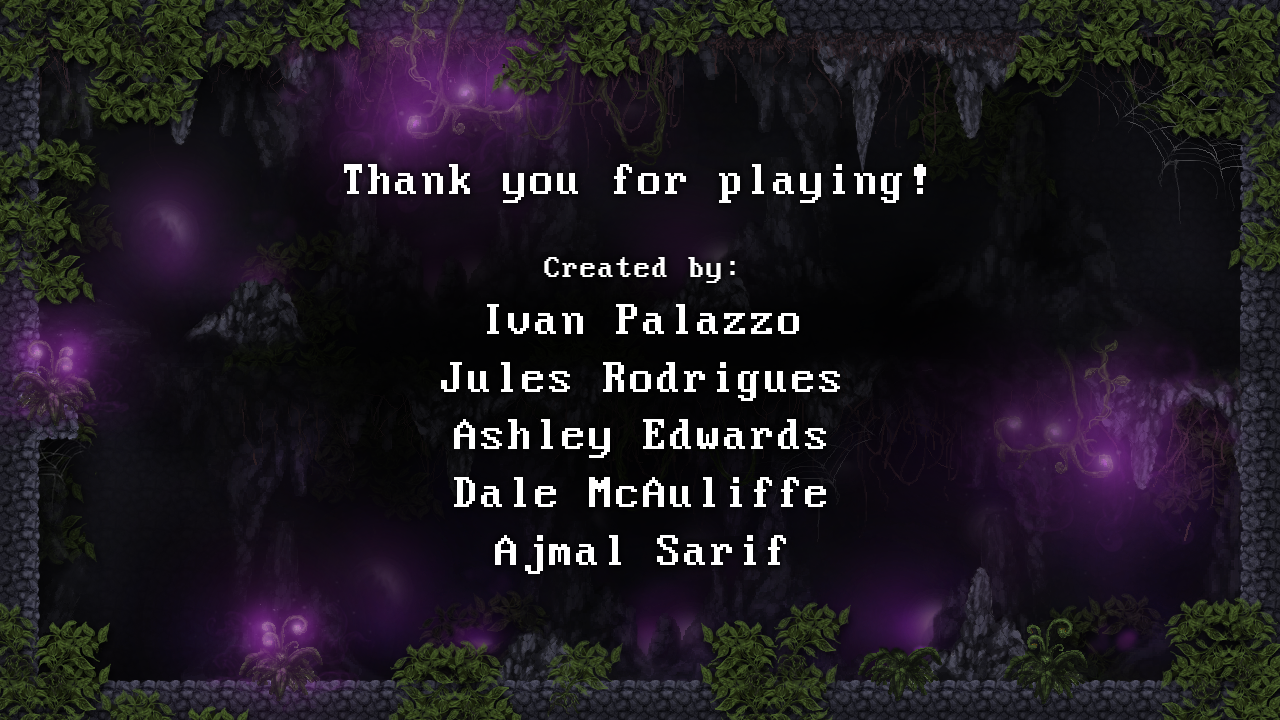 Thank you for playing!
Created by:
Ivan Palazzo
Jules Rodrigues
Ashley Edwards
Dale McAuliffe
Ajmal Sarif